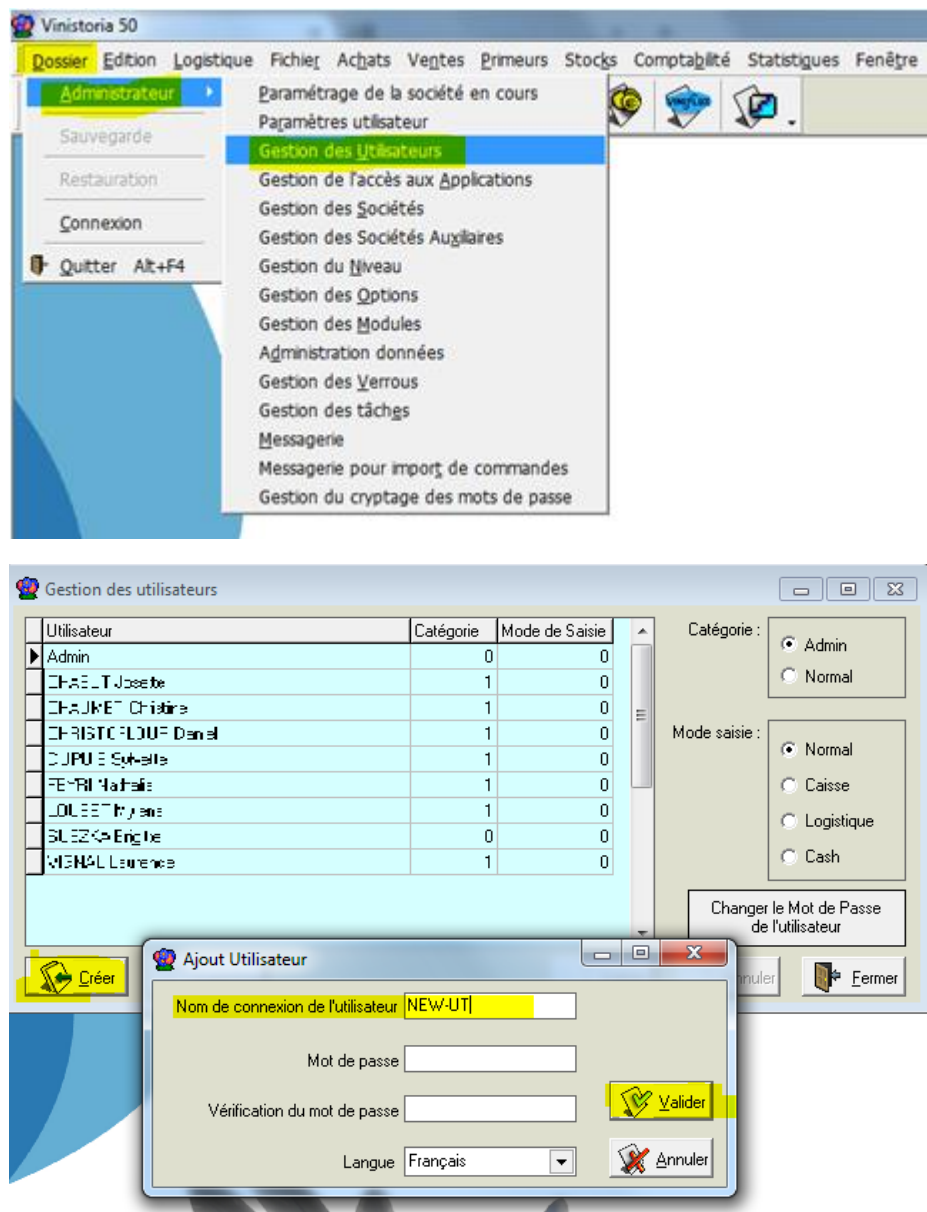 Vinistoria 50
Dossier Edition Logistique Fichier Achats Ventes Primeurs Stocks Comptabilité Statistiques Fenêtre
Administrateur
Sauvegarde
Restauration
Connexion
Quitter Alt+F4
Paramétrage de la société en cours
Paramètres utilisateur
Gestion des Utilisateurs
Gestion de l'accès aux Applications
Gestion des Sociétés
Gestion des Sociétés Auxilaires
Gestion du Niveau
Gestion des Options
Gestion des Modules
Administration données
Gestion des Verrous
Gestion des tâches
Messagerie
Messagerie pour import de commandes
Gestion du cryptage des mots de passe
Gestion des utilisateurs
Utilisateur Catégorie Mode de Saisie
Admin 0 0
1 0
1 0
1 0
1 0
1 0
1 0
0 0
1 0
Catégorie :
Admin
Normal
Mode saisie :
Normal
Caisse
Logistique
Cash
Changer le Mot de Passe
de l'utilisateur
Créer
Fermer
Ajout Utilisateur
Nom de connexion de l'utilisateur NEW-UT
Mot de passe
Vérification du mot de passe
Valider
Langue Français
Annuler